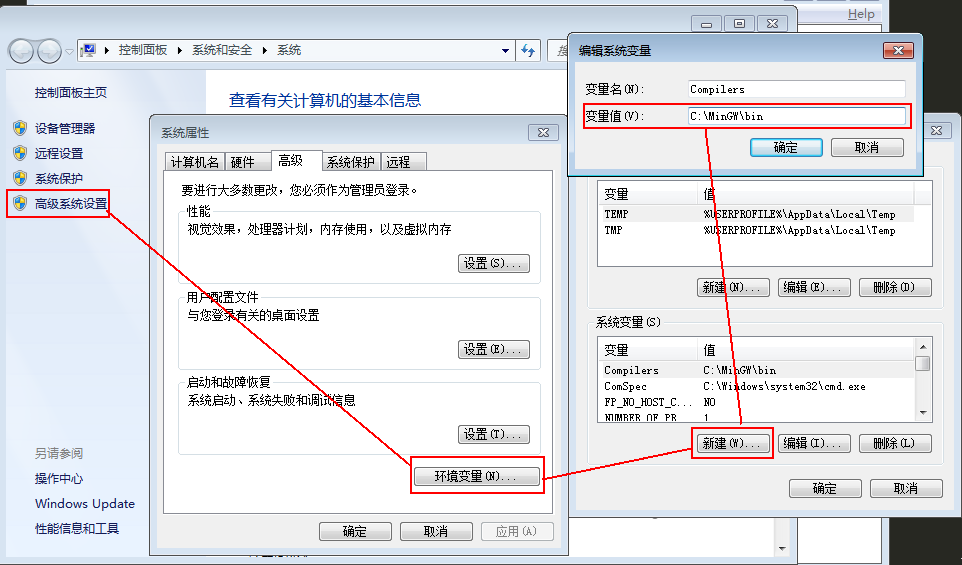 Help
控制面板
系统和安全
系统
控制面板主页
设备管理器
远程设置
系统保护
高级系统设置
另请参阅
操作中心
Windows Update
性能信息和工具
查看有关计算机的基本信息
系统属性
计算机名
硬件
高级
系统保护
远程
要进行大多数更改，您必须作为管理员登录。
性能
视觉效果，处理器计划，内存使用，以及虚拟内存
设置(S)...
用户配置文件
与您登录有关的桌面设置
设置(E)...
启动和故障恢复
系统启动、系统失败和调试信息
设置(T)...
环境变量(N)...
确定
取消
应用(A)
编辑系统变量
变量名(N):
Compilers
变量值(V):
C:\MinGW\bin
确定
取消
变量
值
TEMP
%USERPROFILE%\AppData\Local\Temp
TMP
%USERPROFILE%\AppData\Local\Temp
新建(N)...
编辑(E)...
删除(D)
系统变量(S)
变量
值
Compilers
C:\MinGW\bin
ComSpec
C:\Windows\system32\cmd.exe
FP_NO_HOST_C...
NO
NUMBER_OF_PR
1
新建(W)...
编辑(I)...
删除(L)
确定
取消